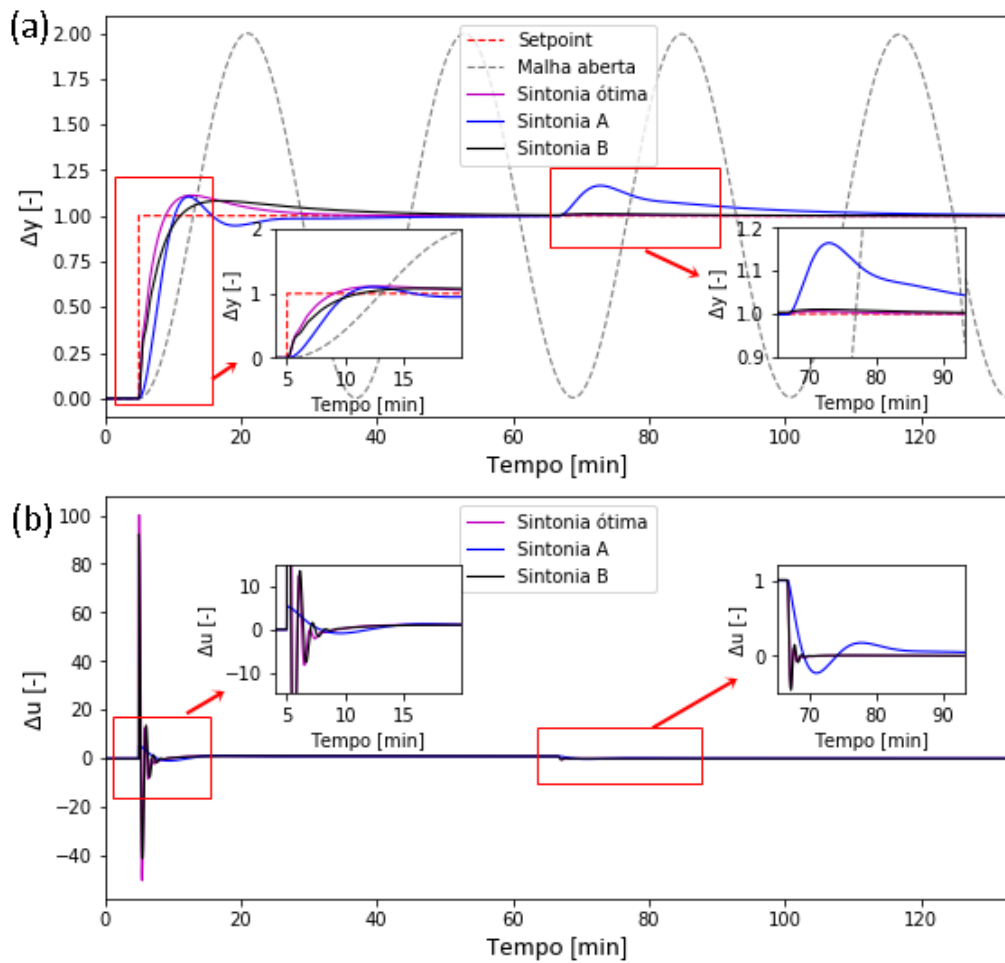 (a)
Δy [-]
2.00
1.75
1.50
1.25
1.00
0.75
0.50
0.25
0.00
Setpoint
Malha aberta
Sintonia ótima
Sintonia A
Sintonia B
Δy [-]
2
1
0
5 10 15
Tempo [min]
Δy [-]
1.2
1.1
1.0
0.9
70 80 90
Tempo [min]
0 20 40 60 80 100 120
Tempo [min]
(b)
Δu [-]
100
80
60
40
20
0
−20
−40
Sintonia ótima
Sintonia A
Sintonia B
Δu [-]
10
0
−10
5 10 15
Tempo [min]
Δu [-]
1
0
70 80 90
Tempo [min]
0 20 40 60 80 100 120
Tempo [min]